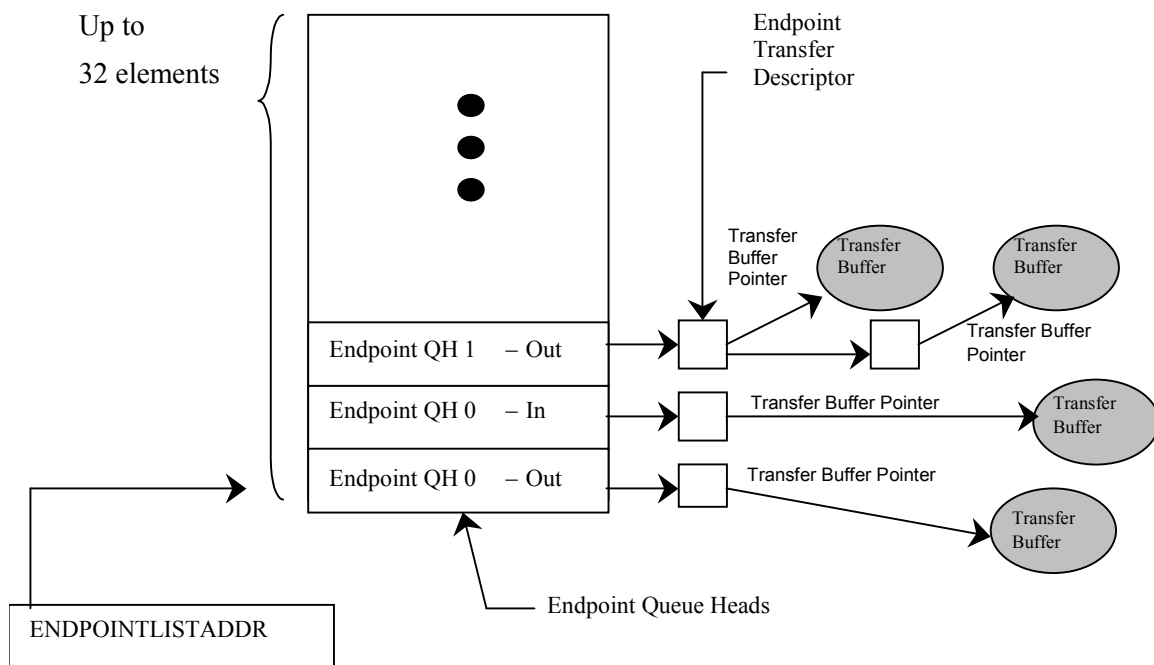 Up to
32 elements
Endpoint
Transfer
Descriptor
Transfer
Buffer
Pointer
Transfer
Buffer
Transfer
Buffer
Transfer Buffer
Pointer
Endpoint QH 1 – Out
Endpoint QH 0 – In
Transfer Buffer Pointer
Transfer
Buffer
Endpoint QH 0 – Out
Transfer Buffer Pointer
Transfer
Buffer
Endpoint Queue Heads
ENDPOINTLISTADDR